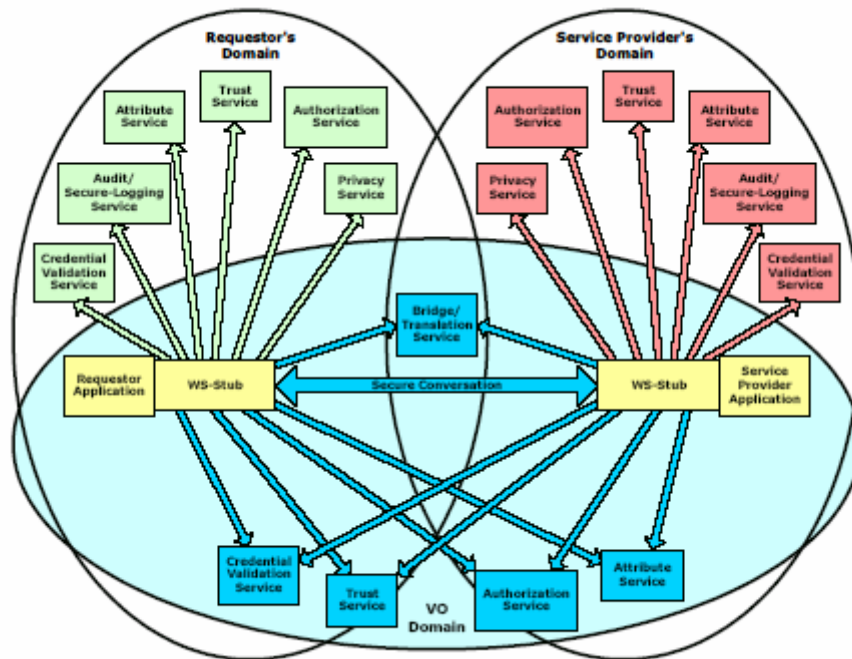 Requestor's
Domain
Service Provider's
Domain
Trust
Service
Attribute
Service
Authorization
Service
Audit/
Secure-Logging
Service
Privacy
Service
Credential
Validation
Service
Authorization
Service
Trust
Service
Attribute
Service
Privacy
Service
Audit/
Secure-Logging
Service
Credential
Validation
Service
Bridge/
Translation
Service
Requestor
Application
WS-Stub
Secure Conversation
WS-Stub
Service
Provider
Application
Credential
Validation
Service
Trust
Service
VO
Domain
Authorization
Service
Attribute
Service